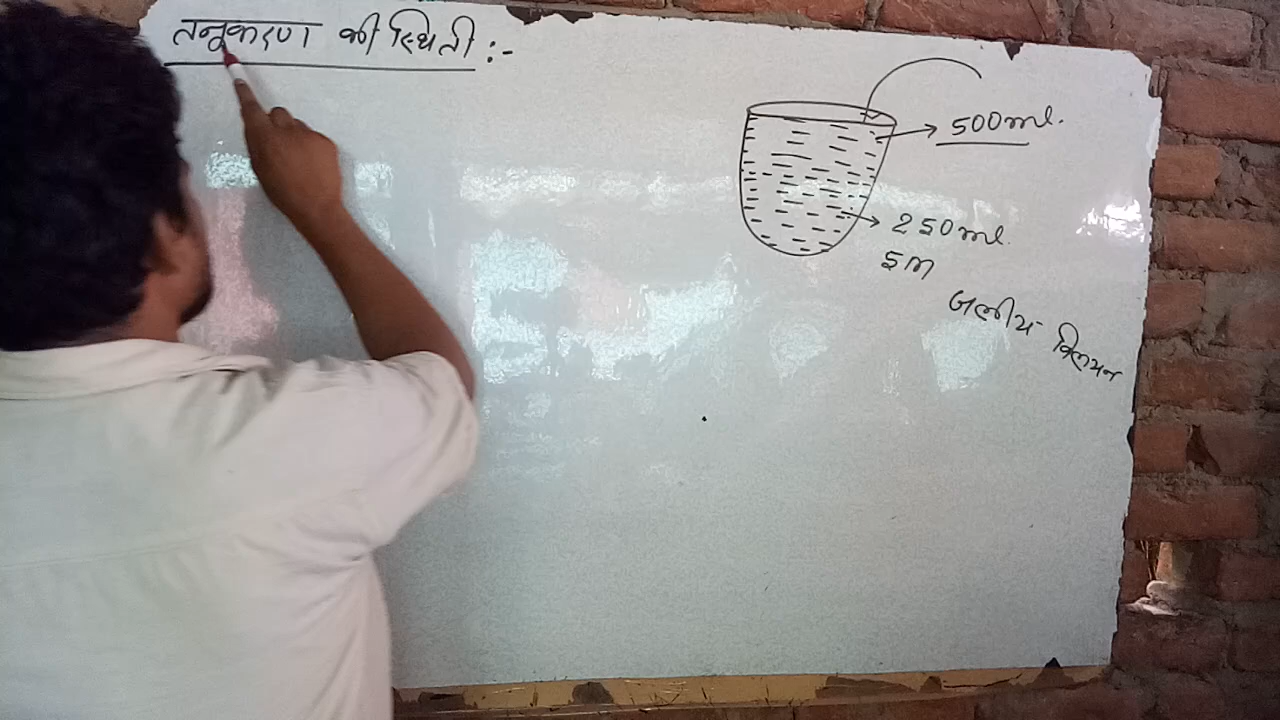 तनुकरण की स्थिती :-
500ml.
250ml.
5m
जलीय विलयन